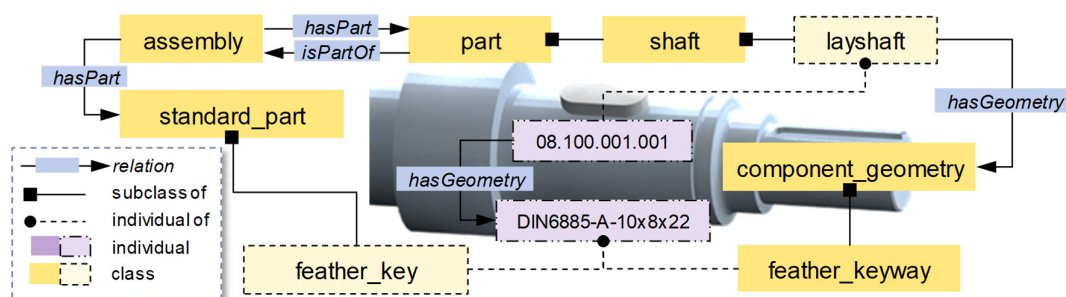 assembly
hasPart
isPartOf
part
shaft
layshaft
hasPart
standard_part
hasGeometry
08.100.001.001
hasGeometry
component_geometry
DIN6885-A-10x8x22
feather_key
feather_keyway
relation
subclass of
individual of
individual
class